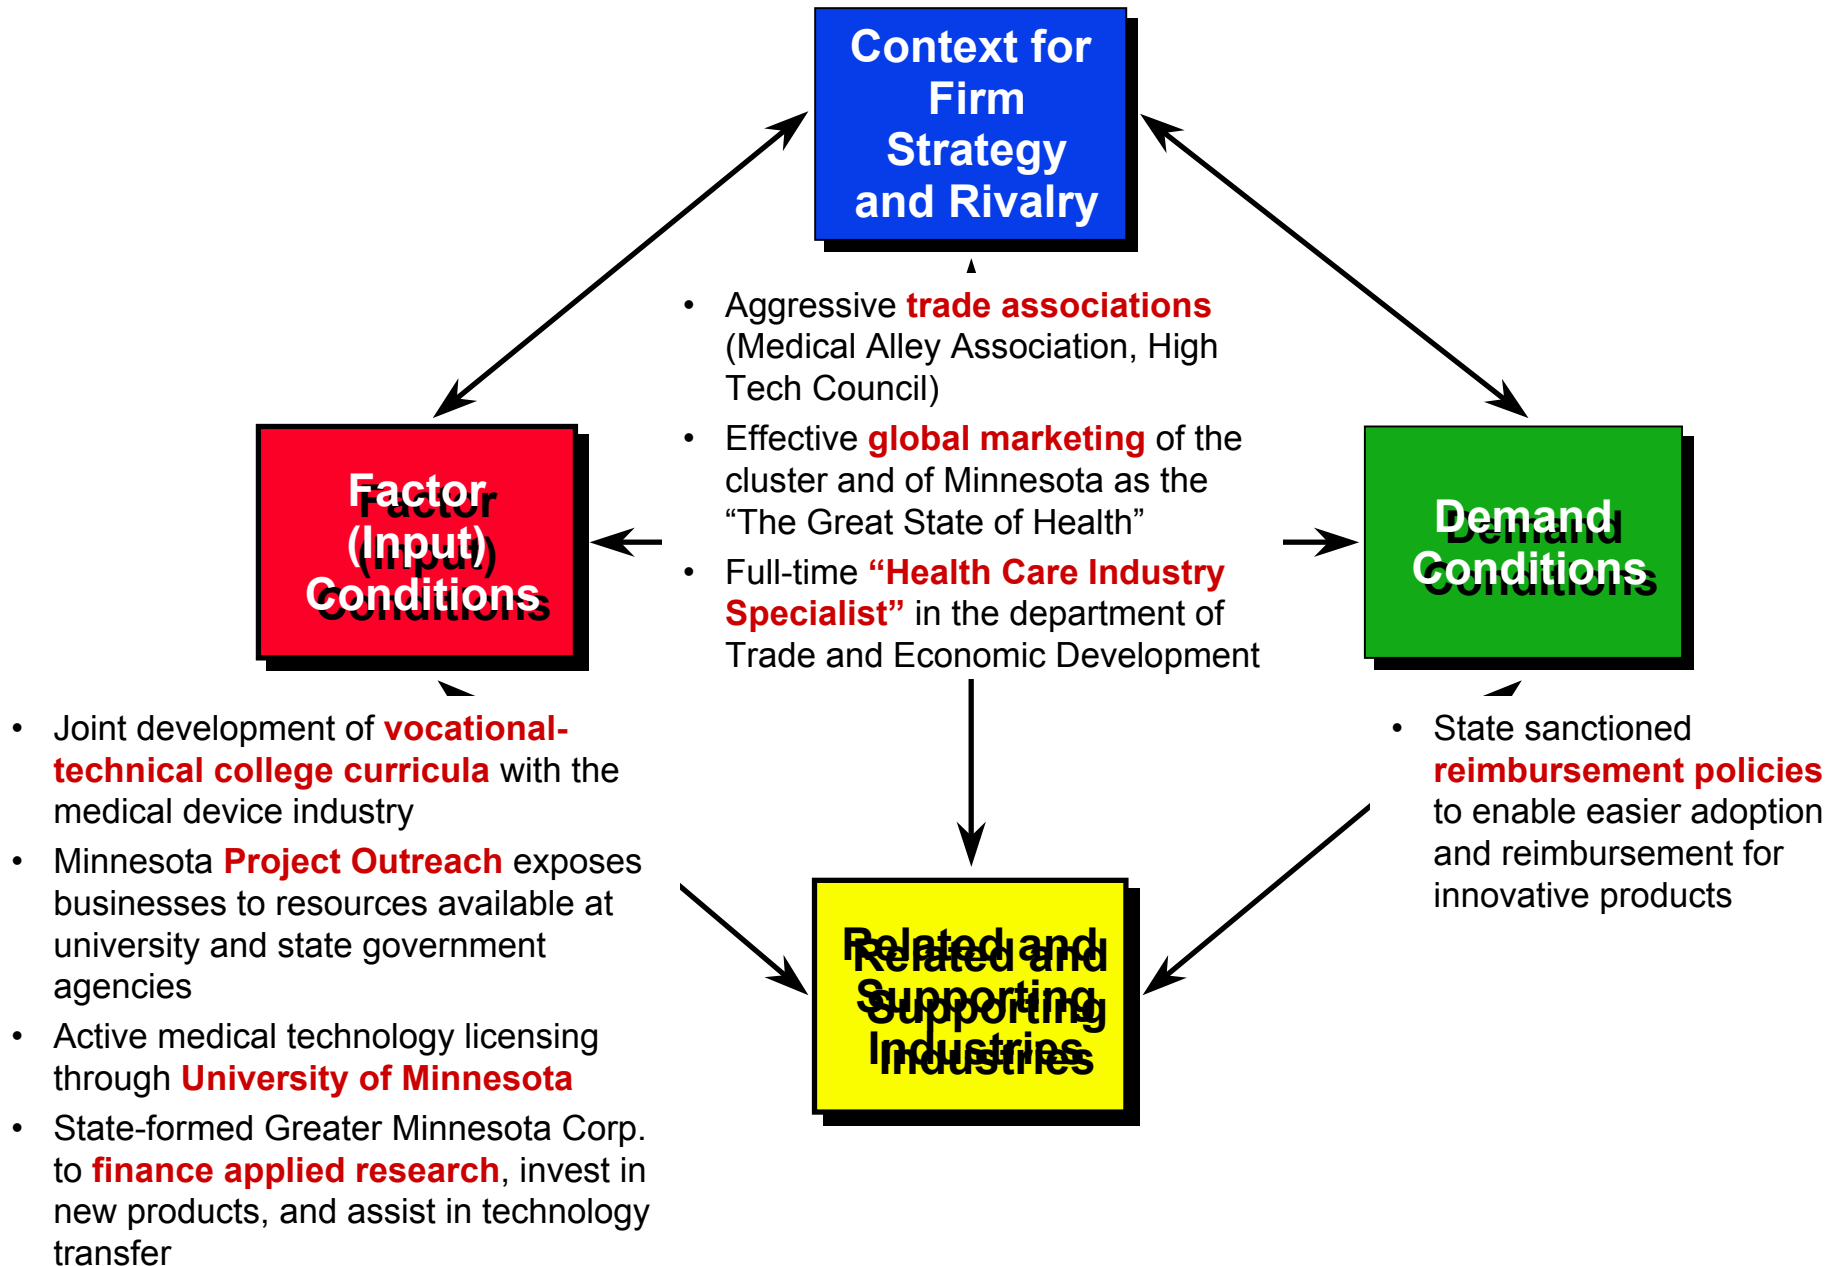 Context for
Firm
Strategy
and Rivalry
• Aggressive trade associations
(Medical Alley Association, High
Tech Council)
• Effective global marketing of the
cluster and of Minnesota as the
“The Great State of Health”
• Full-time “Health Care Industry
Specialist” in the department of
Trade and Economic Development
Factor
(Input)
Conditions
Demand
Conditions
• Joint development of vocational-
technical college curricula with the
medical device industry
• Minnesota Project Outreach exposes
businesses to resources available at
university and state government
agencies
• Active medical technology licensing
through University of Minnesota
• State-formed Greater Minnesota Corp.
to finance applied research, invest in
new products, and assist in technology
transfer
• State sanctioned
reimbursement policies
to enable easier adoption
and reimbursement for
innovative products
Related and
Supporting
Industries